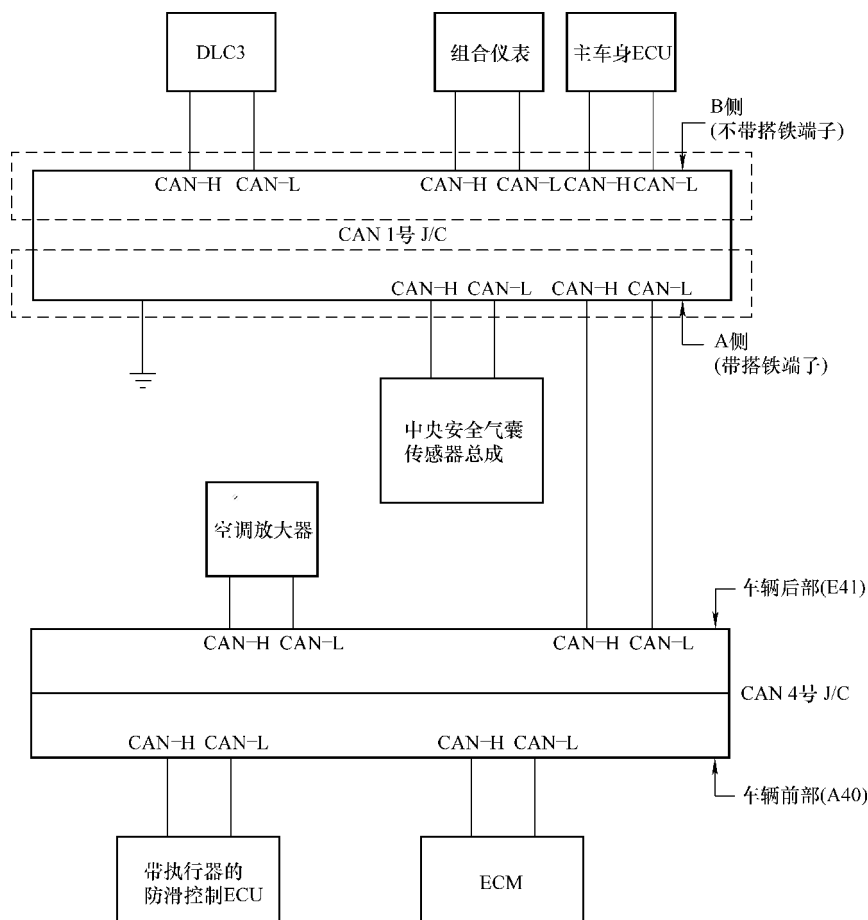 DLC3
组合仪表
主车身ECU
B侧
(不带搭铁端子)
CAN-H CAN-L CAN-H CAN-L CAN-H CAN-L
CAN 1号 J/C
CAN-H CAN-L CAN-H CAN-L
A侧
(带搭铁端了)
中央安全气囊
传感器总成
空调放大器
车辆后部(E41)
CAN-H CAN-L CAN-H CAN-L
CAN 4号 J/C
CAN-H CAN-L CAN-H CAN-L
车辆前部(A40)
带执行器的
防滑控制ECU
ECM